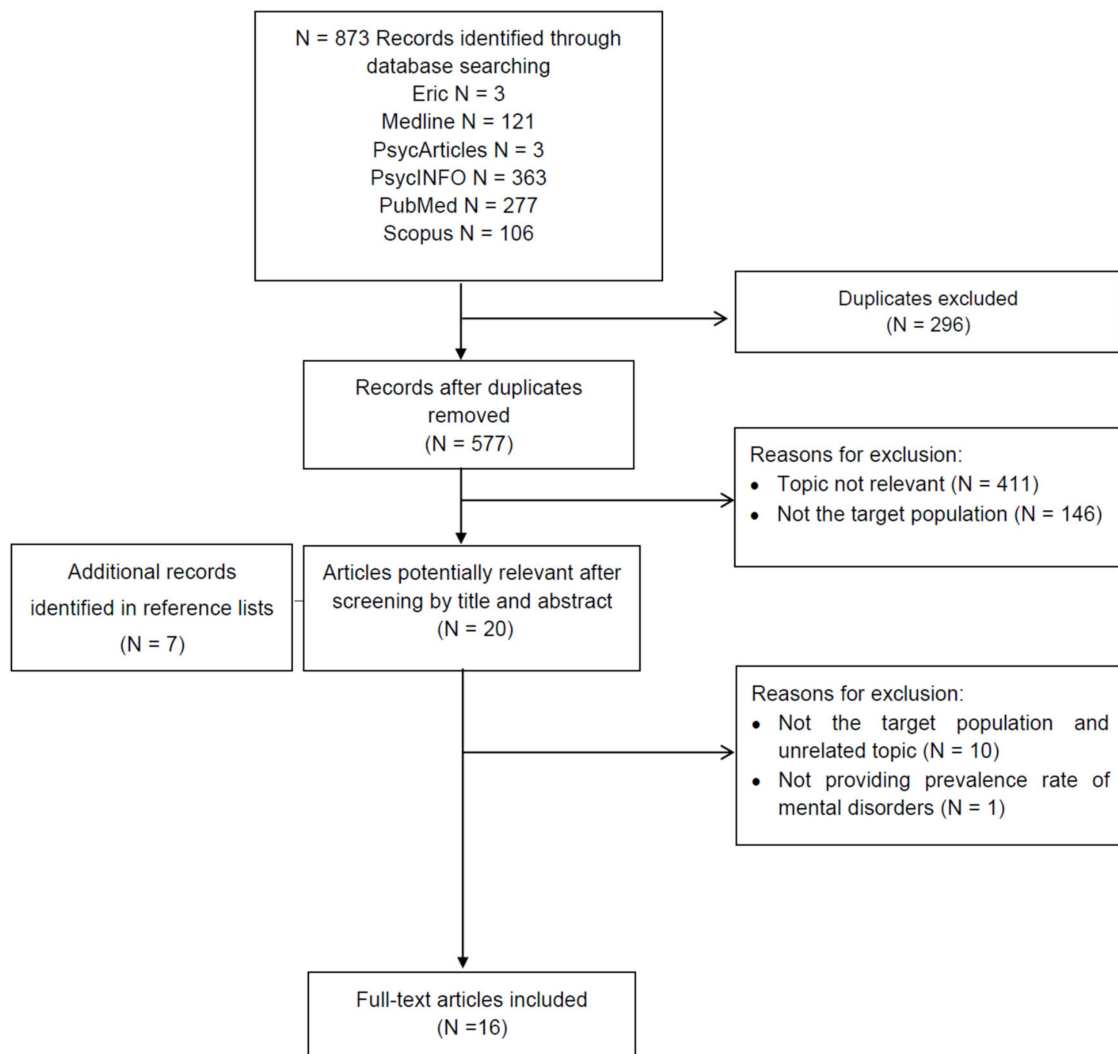 N = 873 Records identified through
database searching
Eric N = 3
Medline N = 121
PsycArticles N = 3
PsycINFO N = 363
PubMed N = 277
Scopus N = 106
Duplicates excluded
(N = 296)
Records after duplicates
removed
(N = 577)
Reasons for exclusion:
• Topic not relevant (N = 411)
• Not the target population (N = 146)
Additional records
identified in reference lists
(N = 7)
Articles potentially relevant after
screening by title and abstract
(N = 20)
Reasons for exclusion:
• Not the target population and
unrelated topic (N = 10)
• Not providing prevalence rate of
mental disorders (N = 1)
Full-text articles included
(N =16)